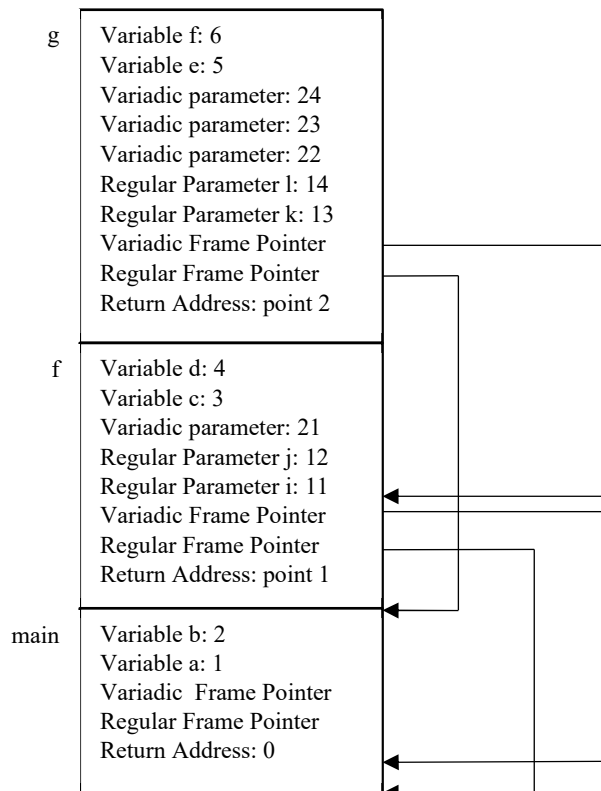 g
Variable f: 6
Variable e: 5
Variadic parameter: 24
Variadic parameter: 23
Variadic parameter: 22
Regular Parameter l: 14
Regular Parameter k: 13
Variadic Frame Pointer
Regular Frame Pointer
Return Address: point 2
f
Variable d: 4
Variable c: 3
Variadic parameter: 21
Regular Parameter j: 12
Regular Parameter i: 11
Variadic Frame Pointer
Regular Frame Pointer
Return Address: point 1
main
Variable b: 2
Variable a: 1
Variadic Frame Pointer
Regular Frame Pointer
Return Address: 0